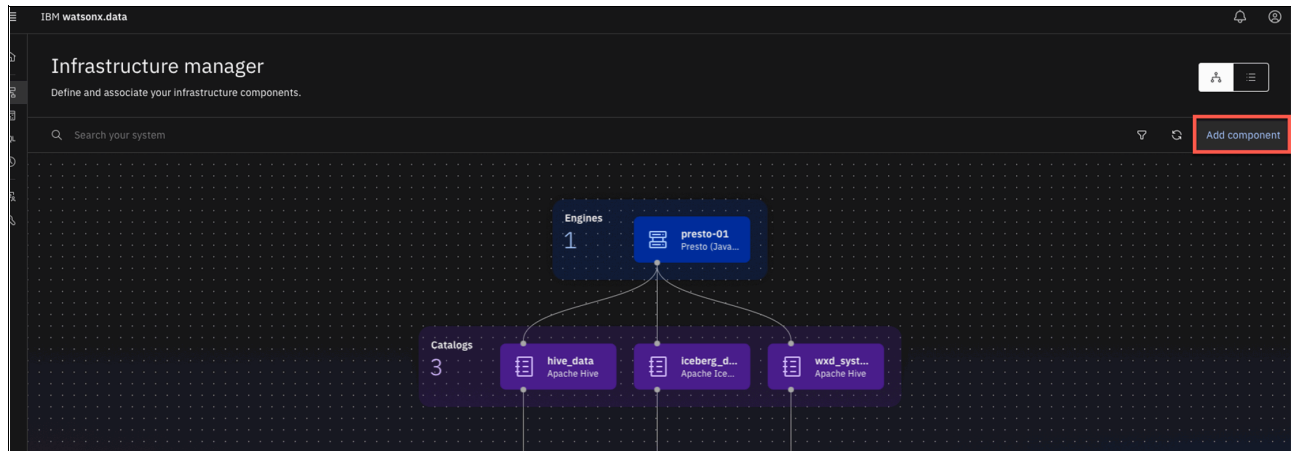 IBM watsonx.data
Infrastructure manager
Define and associate your infrastructure components.
Search your system
Add component
Engines
1
presto-01
Presto (Java...
Catalogs
3
hive_data
Apache Hive
iceberg_d...
Apache Ice...
wxd_syst...
Apache Hive